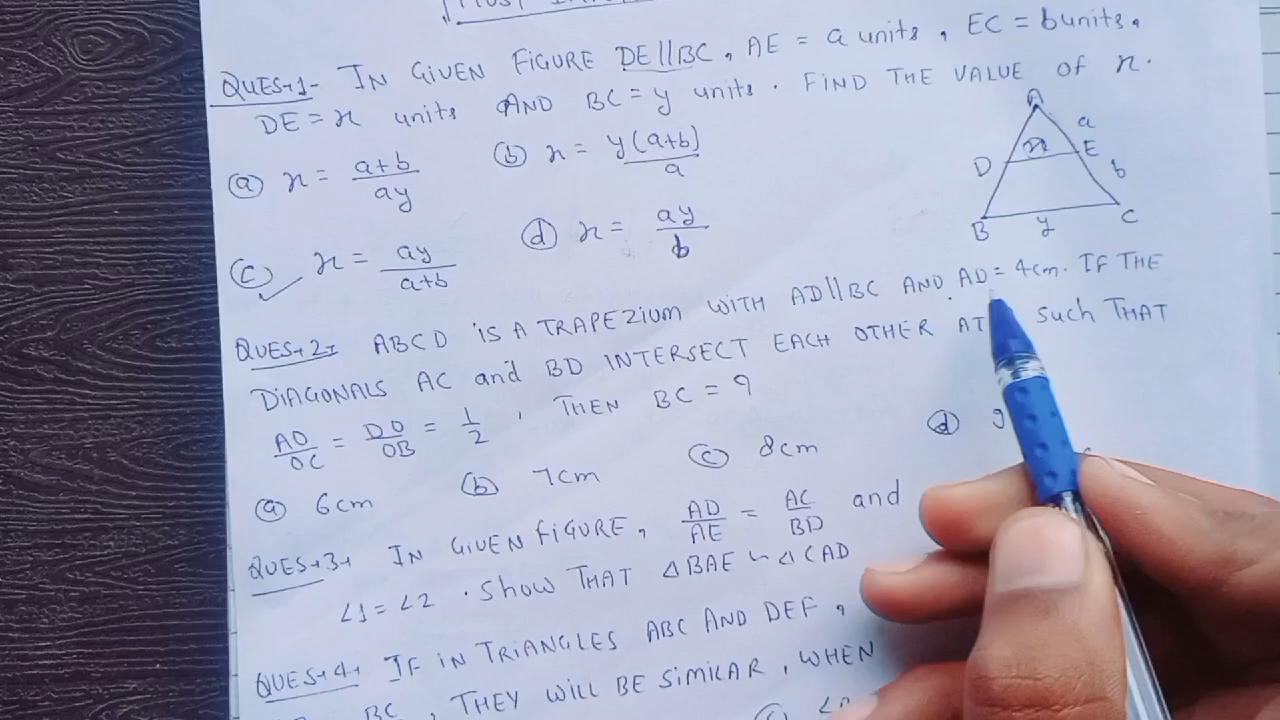 QUES→1- IN GIVEN FIGURE DE||BC, AE = a units, EC = b units,
DE = x units AND BC = y units. FIND THE VALUE OF x.
(a) x = a+b/ay (b) x = y(a+b)/a
(c) ✓ x = ay/a+b (d) x = ay/b
A
a
D x E
b
B y C
QUES→2→ ABCD is A TRAPEZIUM WITH AD||BC AND AD = 4cm. IF THE
DIAGONALS AC and BD INTERSECT EACH OTHER AT such THAT
AO/OC = DO/OB = 1/2, THEN BC = ?
(a) 6cm (b) 7cm (c) 8cm (d) 9
QUES→3→ IN GIVEN FIGURE, AD/AE = AC/BD and
∠1 = ∠2. Show THAT △BAE ~ △CAD
QUES→4→ IF IN TRIANGLES ABC AND DEF,
BC, THEY WILL BE SIMILAR, WHEN